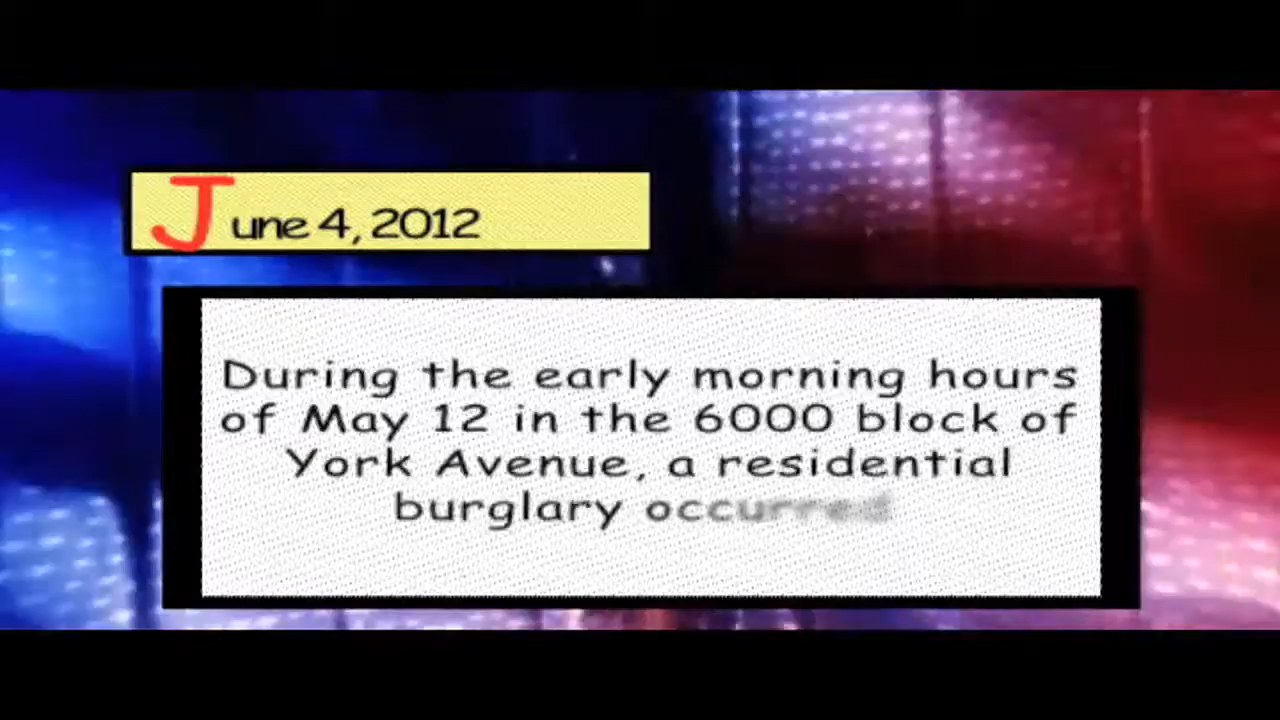 June 4, 2012
During the early morning hours
of May 12 in the 6000 block of
York Avenue, a residential
burglary occurred